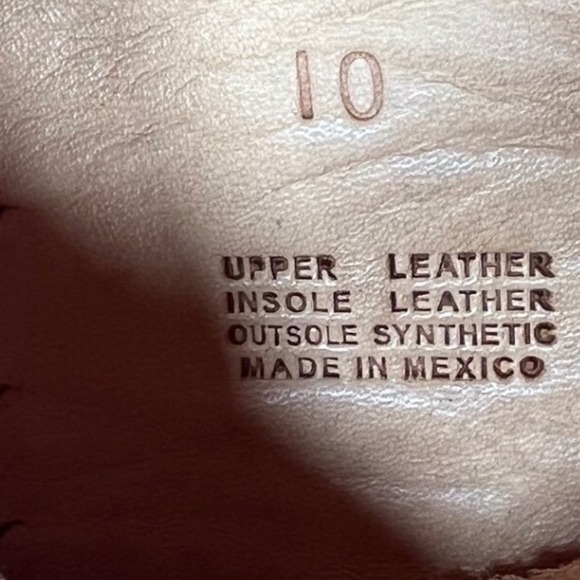 10
UPPER LEATHER
INSOLE LEATHER
OUTSOLE SYNTHETIC
MADE IN MEXICO